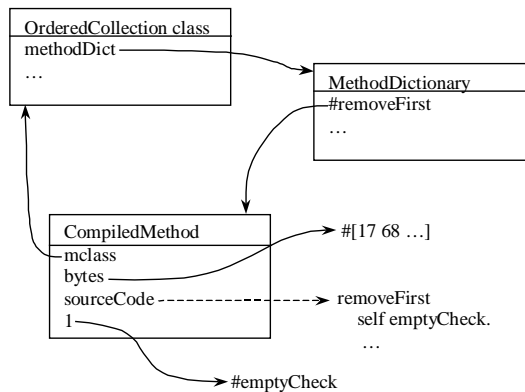 OrderedCollection class
methodDict
…
MethodDictionary
#removeFirst
…
CompiledMethod
mclass
bytes
sourceCode
1
#[17 68 …]
removeFirst
self emptyCheck.
…
#emptyCheck